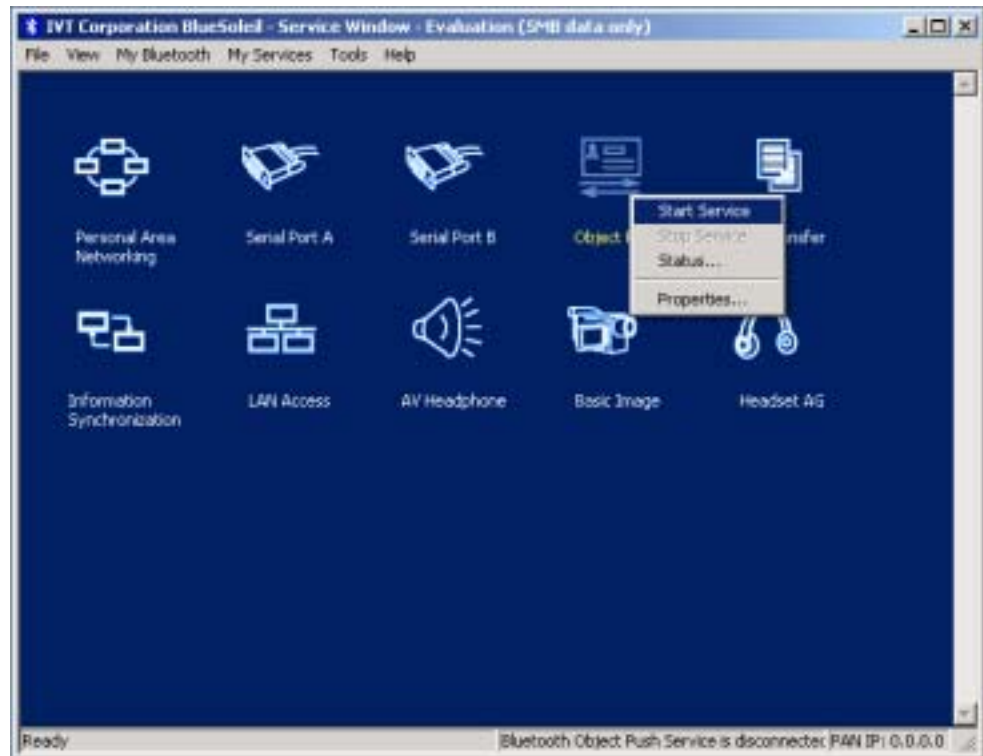 IVT Corporation BlueSoleil - Service Window - Evaluation (5MB data only)
File View My Bluetooth My Services Tools Help
Personal Area
Networking
Serial Port A
Serial Port B
Object
nsfer
Start Service
Stop Service
Status...
Properties...
Information
Synchronization
LAN Access
AV Headphone
Basic Image
Headset AG
Ready
Bluetooth Object Push Service is disconnectec
PAN IP: 0.0.0.0